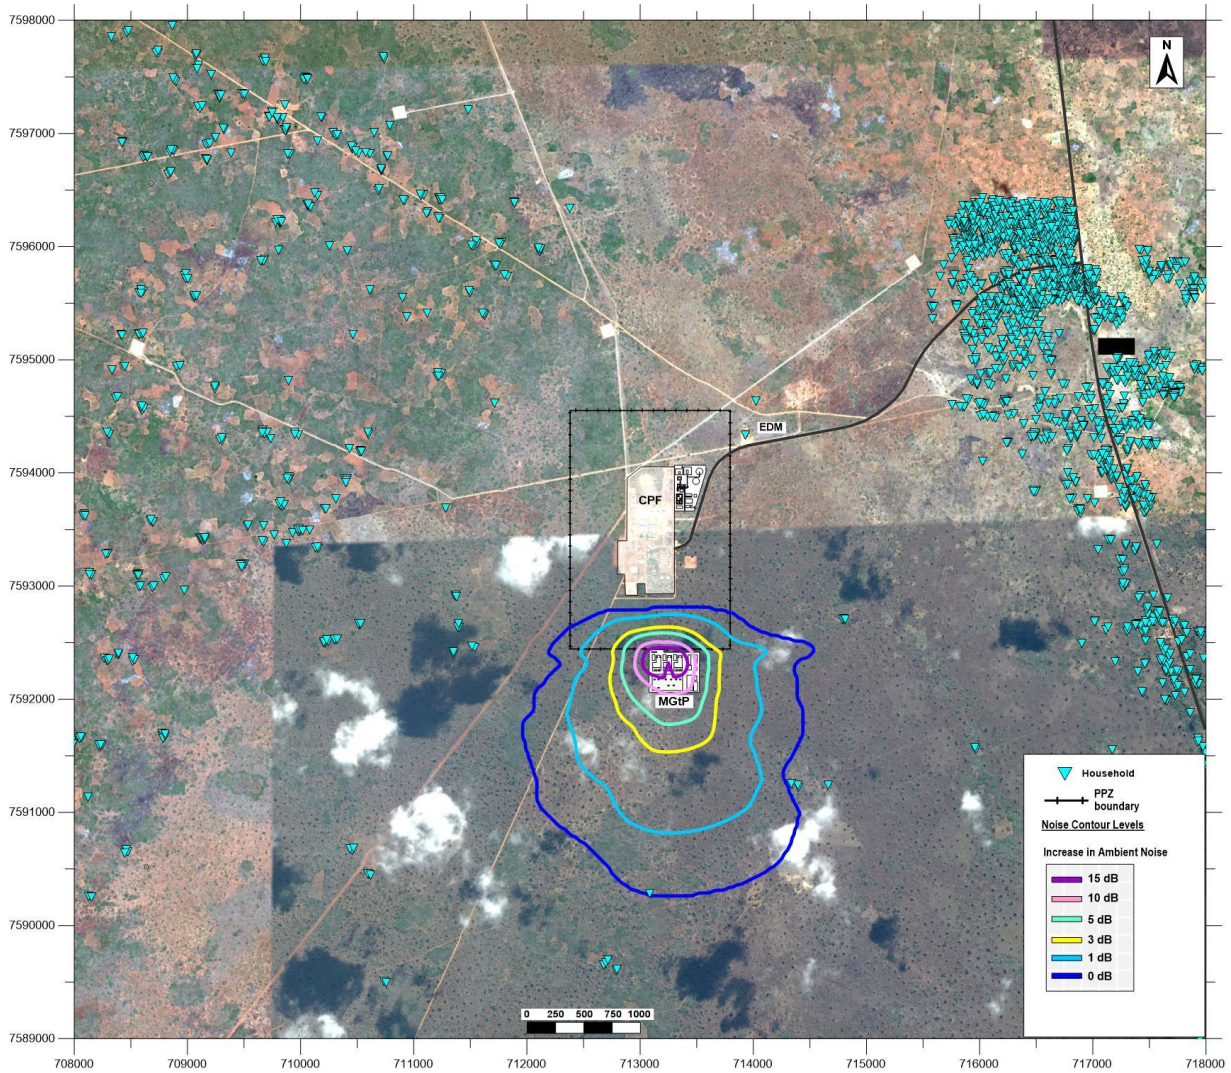 7598000
7597000
7596000
7595000
7594000
7593000
7592000
7591000
7590000
7589000
N
EDM
CPF
MGtP
Household
PPZ
boundary
Noise Contour Levels
Increase in Ambient Noise
15 dB
10 dB
5 dB
3 dB
1 dB
0 dB
0 250 500 750 1000
708000 709000 710000 711000 712000 713000 714000 715000 716000 717000 718000